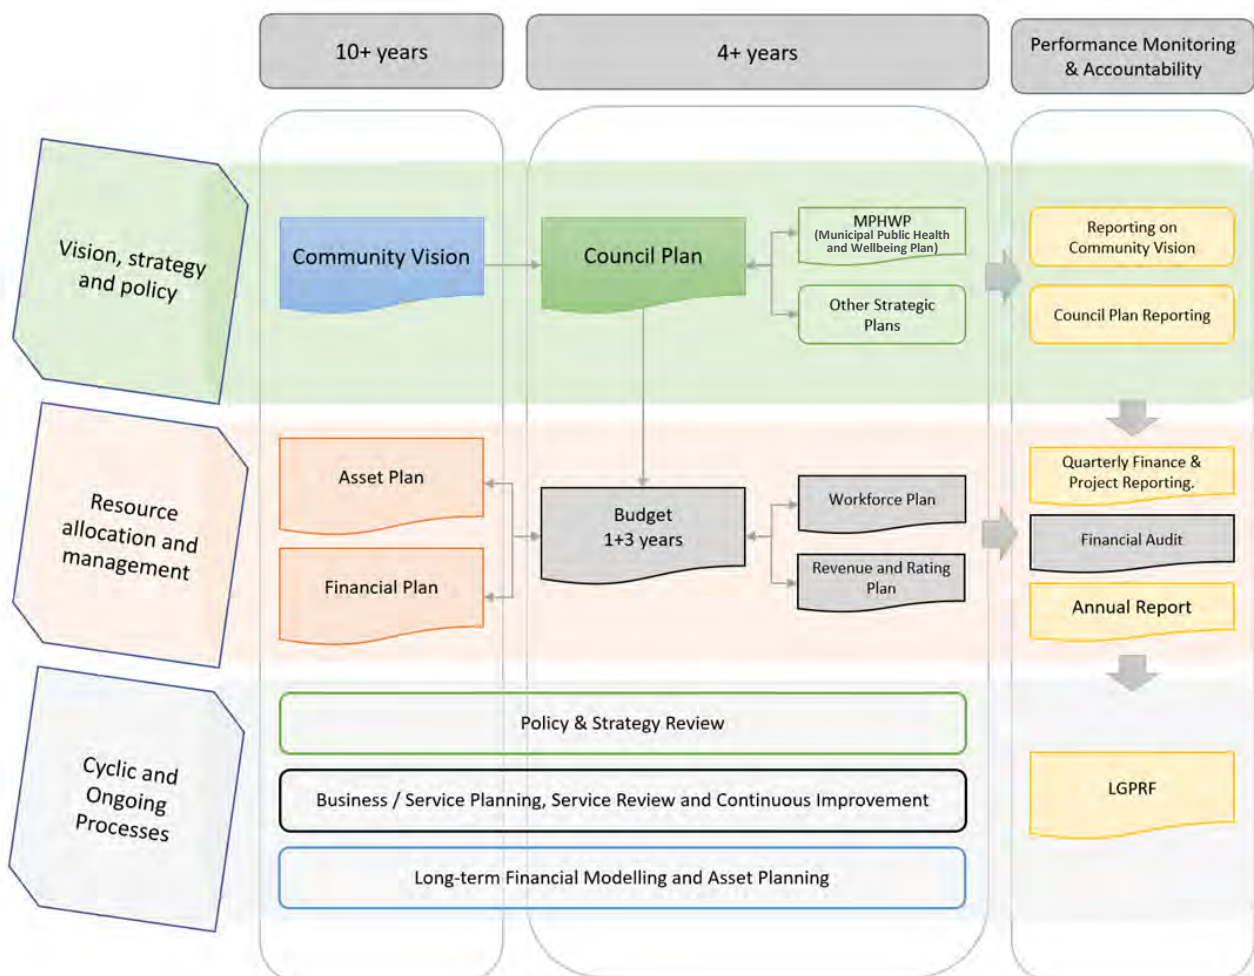 10+ years
4+ years
Performance Monitoring
& Accountability
Vision, strategy
and policy
Community Vision
Council Plan
MPHWP
(Municipal Public Health
and Wellbeing Plan)
Other Strategic
Plans
Reporting on
Community Vision
Council Plan Reporting
Resource
allocation and
management
Asset Plan
Financial Plan
Budget
1+3 years
Workforce Plan
Revenue and Rating
Plan
Quarterly Finance &
Project Reporting.
Financial Audit
Annual Report
Cyclic and
Ongoing
Processes
Policy & Strategy Review
Business / Service Planning, Service Review and Continuous Improvement
Long-term Financial Modelling and Asset Planning
LGPRF